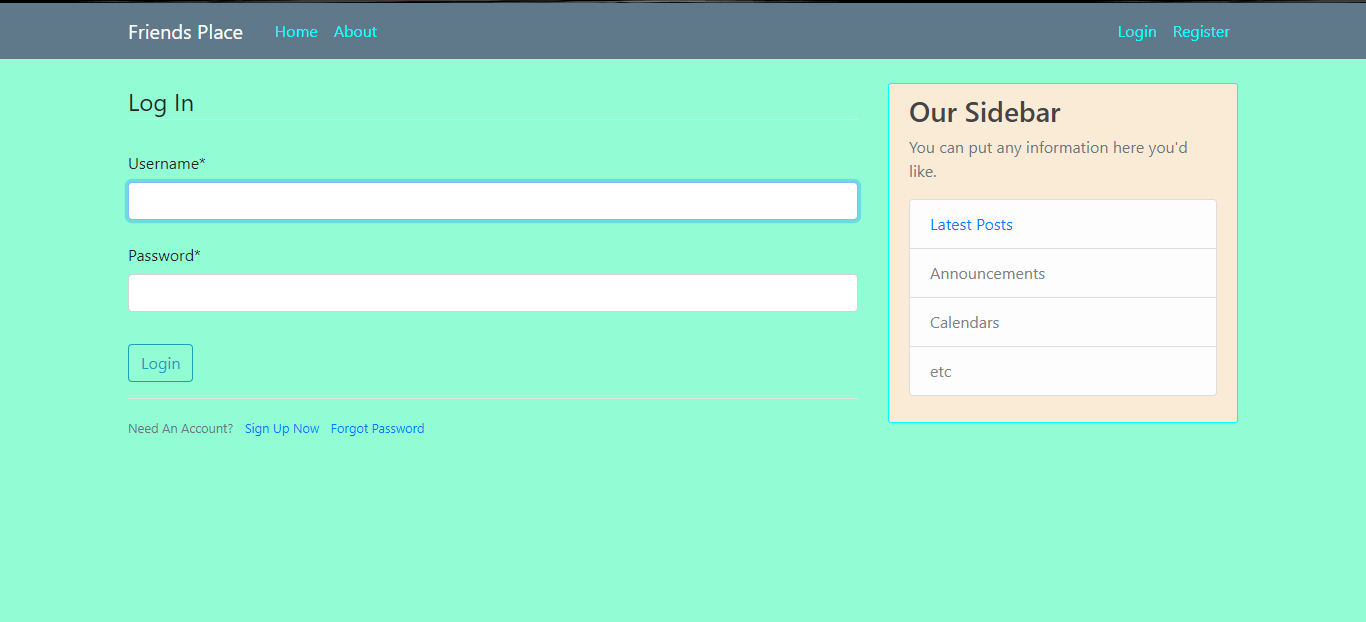 Friends Place Home About Login Register
Log In
Username*
Password*
Login
Need An Account? Sign Up Now Forgot Password
Our Sidebar
You can put any information here you'd
like.
Latest Posts
Announcements
Calendars
etc